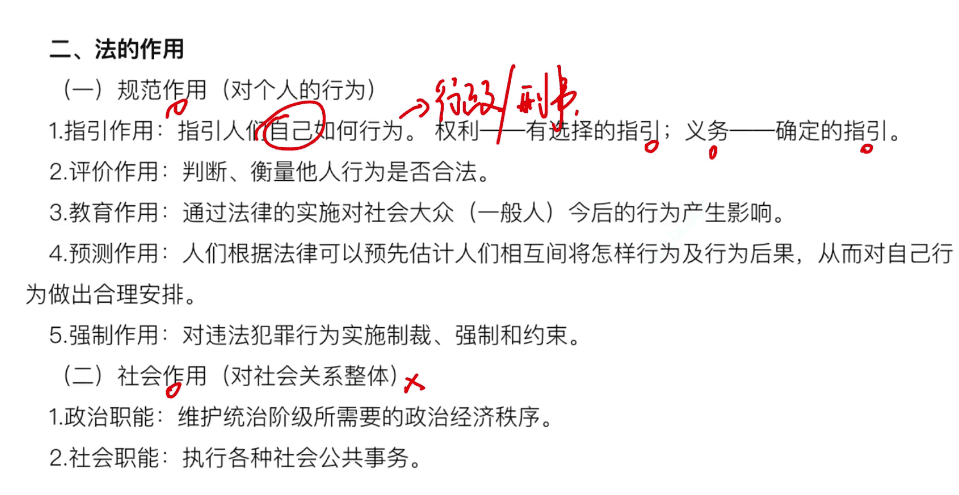 二、法的作用
（一）规范作用（对个人的行为）
→行政/刑事
1.指引作用：指引人们自己如何行为。 权利——有选择的指引；义务——确定的指引。
2.评价作用：判断、衡量他人行为是否合法。
3.教育作用：通过法律的实施对社会大众（一般人）今后的行为产生影响。
4.预测作用：人们根据法律可以预先估计人们相互间将怎样行为及行为后果，从而对自己行
为做出合理安排。
5.强制作用：对违法犯罪行为实施制裁、强制和约束。
（二）社会作用（对社会关系整体）
1.政治职能：维护统治阶级所需要的政治经济秩序。
2.社会职能：执行各种社会公共事务。